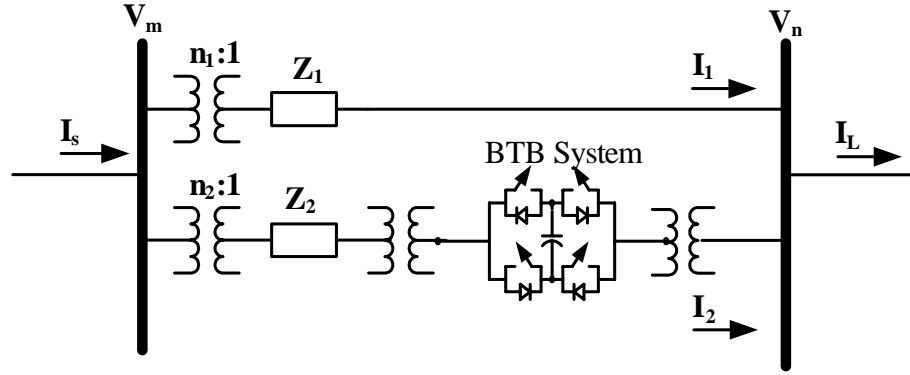 V_m
V_n
n_1:1
Z_1
I_1
I_s
BTB System
I_L
n_2:1
Z_2
I_2